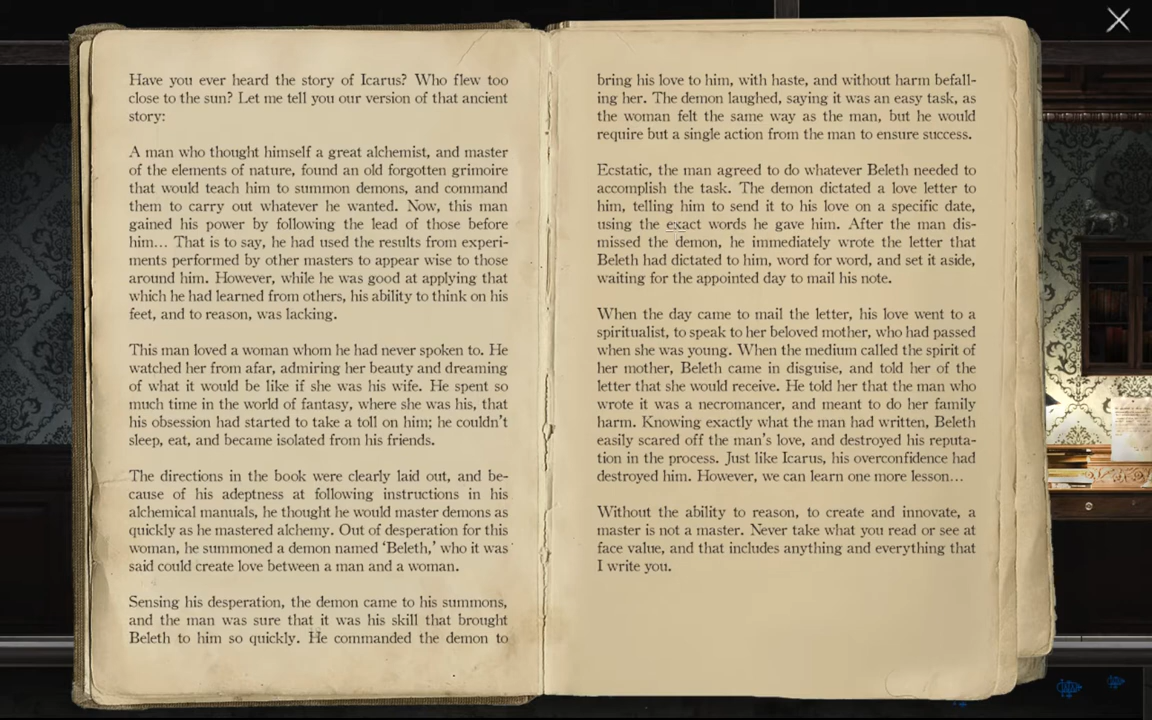 Have you ever heard the story of Icarus? Who flew too
close to the sun? Let me tell you our version of that ancient
story:
A man who thought himself a great alchemist, and master
of the elements of nature, found an old forgotten grimoire
that would teach him to summon demons, and command
them to carry out whatever he wanted. Now, this man
gained his power by following the lead of those before
him... That is to say, he had used the results from experi-
ments performed by other masters to appear wise to those
around him. However, while he was good at applying that
which he had learned from others, his ability to think on his
feet, and to reason, was lacking.
This man loved a woman whom he had never spoken to. He
watched her from afar, admiring her beauty and dreaming
of what it would be like if she was his wife. He spent so
much time in the world of fantasy, where she was his, that
his obsession had started to take a toll on him; he couldn't
sleep, eat, and became isolated from his friends.
The directions in the book were clearly laid out, and be-
cause of his adeptness at following instructions in his
alchemical manuals, he thought he would master demons as
quickly as he mastered alchemy. Out of desperation for this
woman, he summoned a demon named 'Beleth,' who it was
said could create love between a man and a woman.
Sensing his desperation, the demon came to his summons,
and the man was sure that it was his skill that brought
Beleth to him so quickly. He commanded the demon to
bring his love to him, with haste, and without harm befall-
ing her. The demon laughed, saying it was an easy task, as
the woman felt the same way as the man, but he would
require but a single action from the man to ensure success.
Ecstatic, the man agreed to do whatever Beleth needed to
accomplish the task. The demon dictated a love letter to
him, telling him to send it to his love on a specific date,
using the exact words he gave him. After the man dis-
missed the demon, he immediately wrote the letter that
Beleth had dictated to him, word for word, and set it aside,
waiting for the appointed day to mail his note.
When the day came to mail the letter, his love went to a
spiritualist, to speak to her beloved mother, who had passed
when she was young. When the medium called the spirit of
her mother, Beleth came in disguise, and told her of the
letter that she would receive. He told her that the man who
wrote it was a necromancer, and meant to do her family
harm. Knowing exactly what the man had written, Beleth
easily scared off the man's love, and destroyed his reputa-
tion in the process. Just like Icarus, his overconfidence had
destroyed him. However, we can learn one more lesson...
Without the ability to reason, to create and innovate, a
master is not a master. Never take what you read or see at
face value, and that includes anything and everything that
I write you.